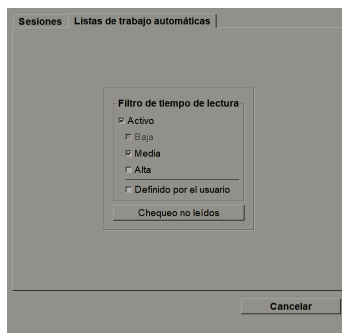 Sesiones Listas de trabajo automáticas
Filtro de tiempo de lectura
Activo
Baja
Media
Alta
Definido por el usuario
Chequeo no leídos
Cancelar